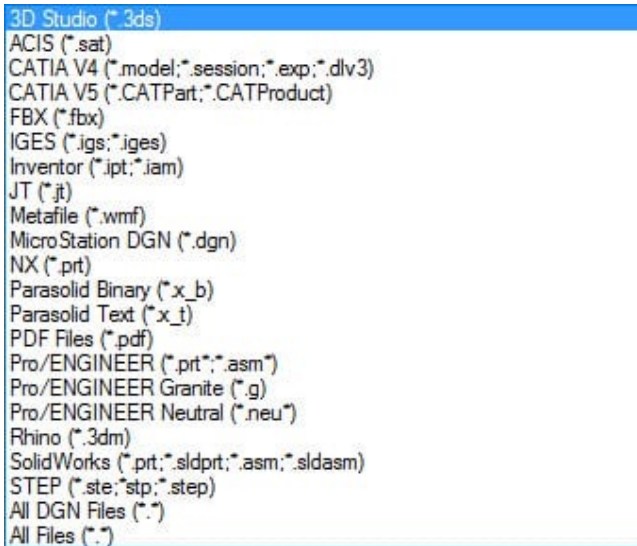 3D Studio (*.3ds)
ACIS (*.sat)
CATIA V4 (*.model;*.session;*.exp;*.dlv3)
CATIA V5 (*.CATPart;*.CATProduct)
FBX (*.fbx)
IGES (*.igs;*.iges)
Inventor (*.ipt;*.iam)
JT (*.jt)
Metafile (*.wmf)
MicroStation DGN (*.dgn)
NX (*.prt)
Parasolid Binary (*.x_b)
Parasolid Text (*.x_t)
PDF Files (*.pdf)
Pro/ENGINEER (*.prt*;*.asm*)
Pro/ENGINEER Granite (*.g)
Pro/ENGINEER Neutral (*.neu*)
Rhino (*.3dm)
SolidWorks (*.prt;*.sldprt;*.asm;*.sldasm)
STEP (*.ste;*stp;*.step)
All DGN Files (*.*)
All Files (*.*)